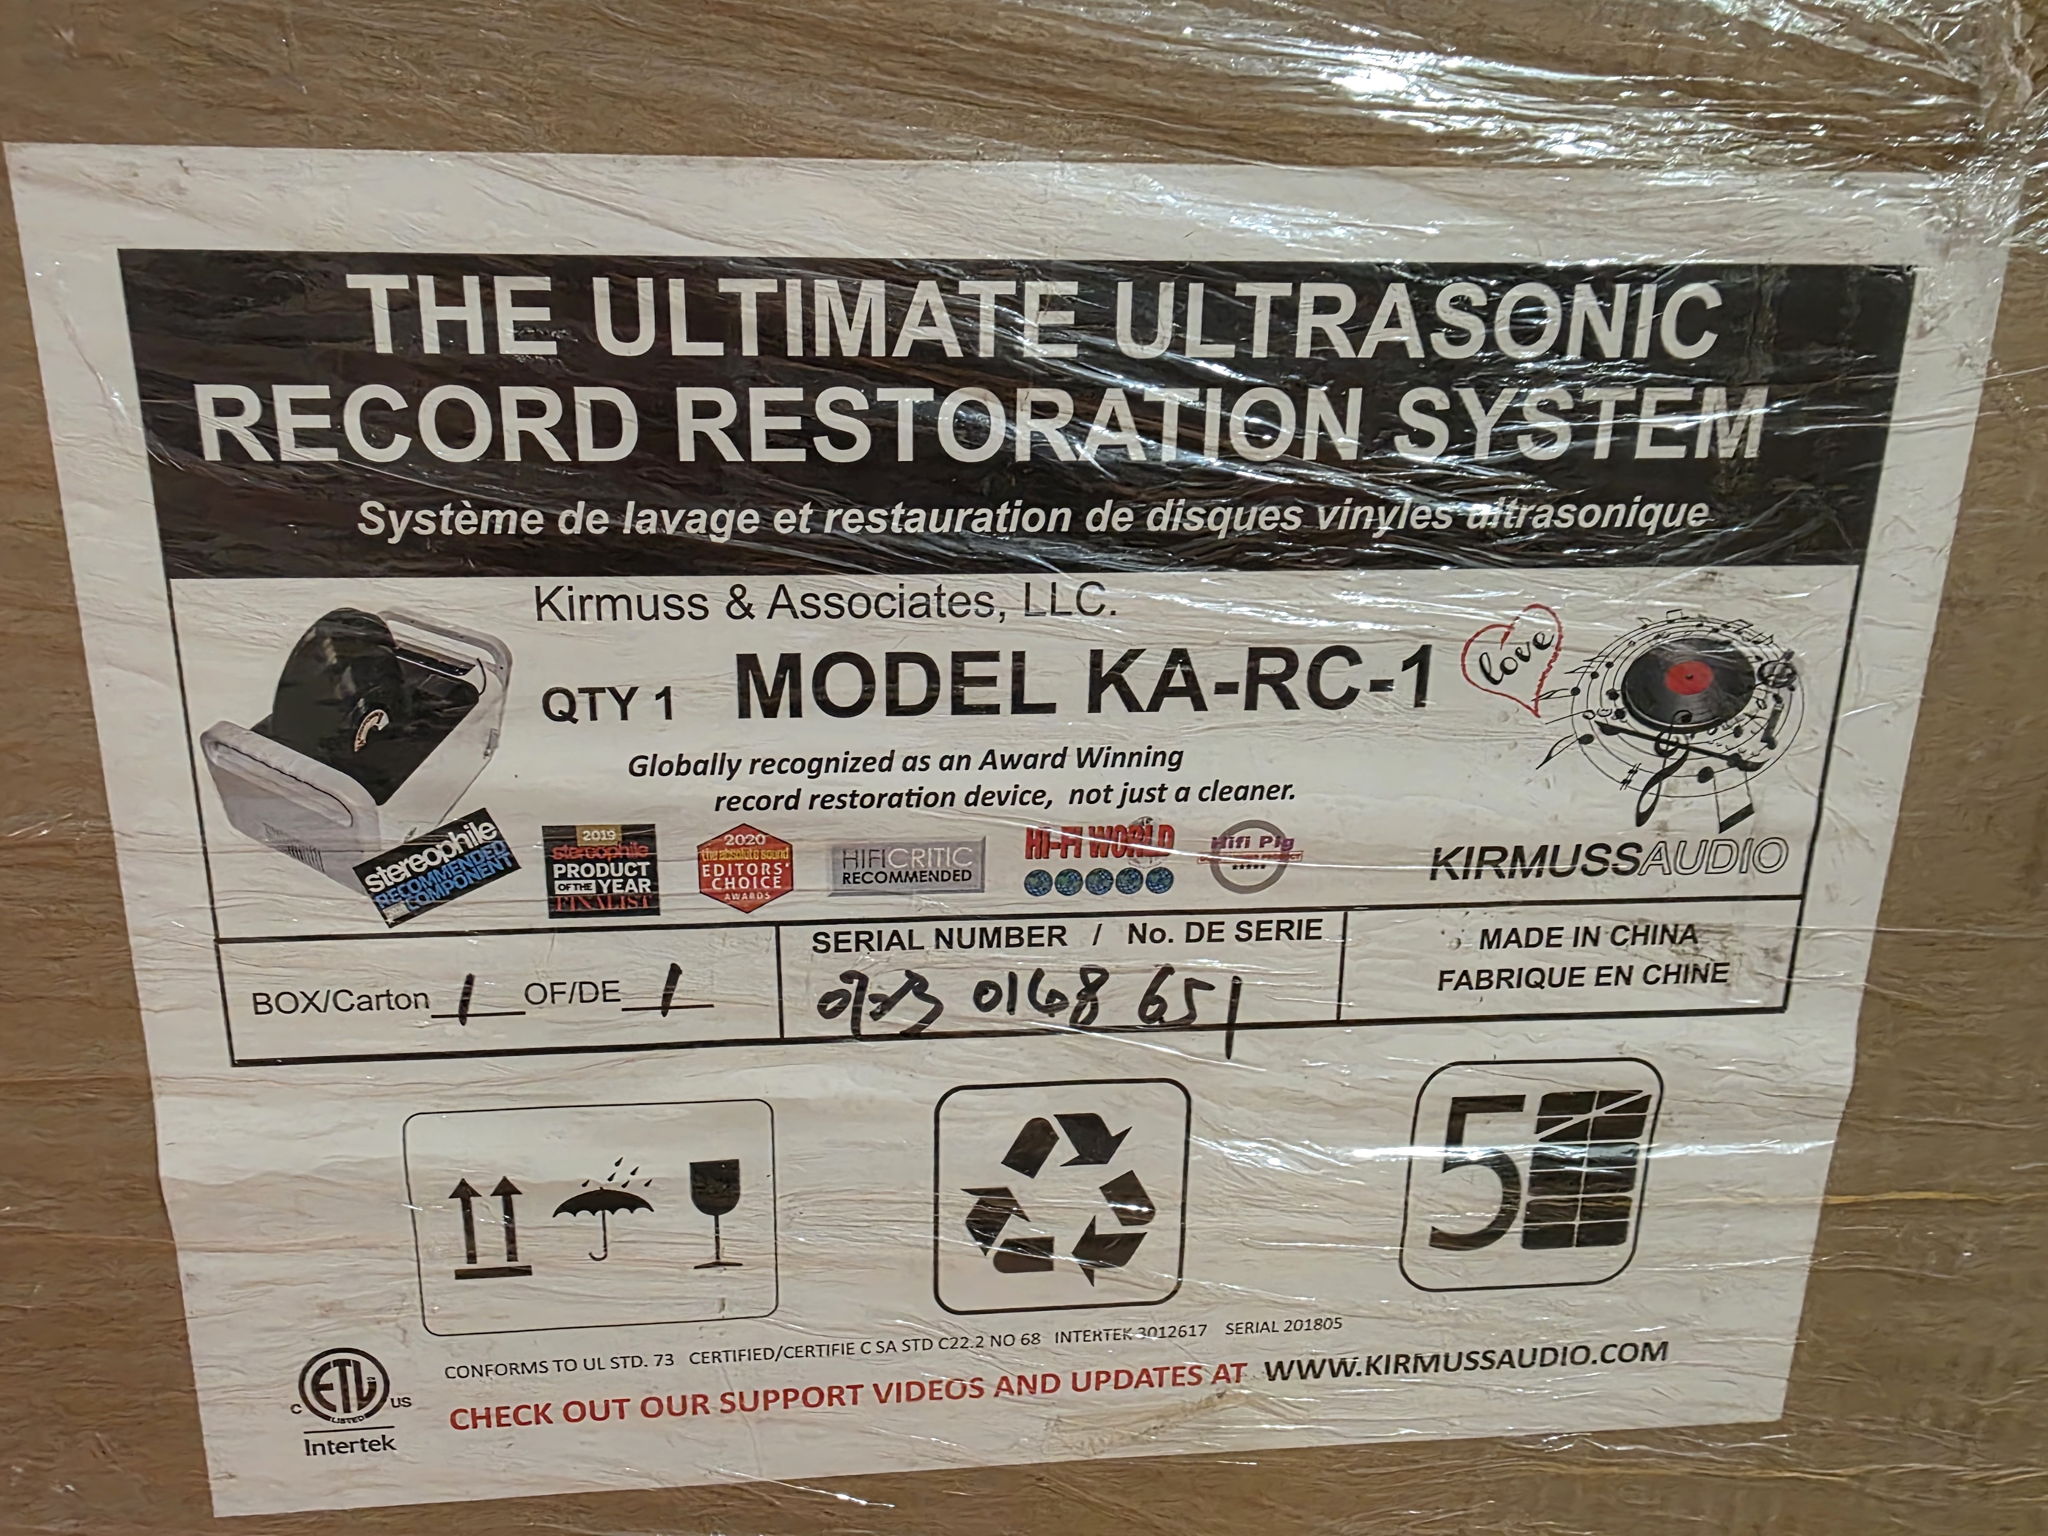 THE ULTIMATE ULTRASONIC
RECORD RESTORATION SYSTEM
Système de lavage et restauration de disques vinyles ultrasonique
Kirmuss & Associates, LLC.
QTY 1 MODEL KA-RC-1
love
Globally recognized as an Award Winning
record restoration device, not just a cleaner.
stereophile
RECOMMENDED
COMPONENT
2019
stereophile
PRODUCT
OF THE YEAR
FINALIST
2020
the absolute sound
EDITORS'
CHOICE
AWARDS
HIFICRITIC
RECOMMENDED
HI-FI WORLD
Hifi Pig
KIRMUSSAUDIO
BOX/Carton 1 OF/DE 1
SERIAL NUMBER / No. DE SERIE
0168 651
MADE IN CHINA
FABRIQUE EN CHINE
5
CONFORMS TO UL STD. 73 CERTIFIED/CERTIFIE C SA STD C22.2 NO 68 INTERTEK 3012617 SERIAL 201805
CHECK OUT OUR SUPPORT VIDEOS AND UPDATES AT WWW.KIRMUSSAUDIO.COM
C ETL US
LISTED
Intertek